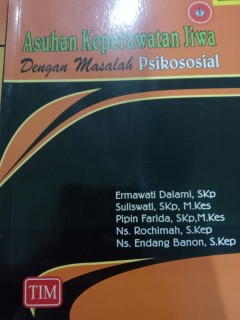 Asuhan Keperawatan Jiwa
Dengan Masalah Psikososial
Ermawati Dalami, SKp
Suliswati, SKp, M.Kes
Pipin Farida, SKp,M.Kes
Ns. Rochimah, S.Kep
Ns. Endang Banon, S.Kep
TIM